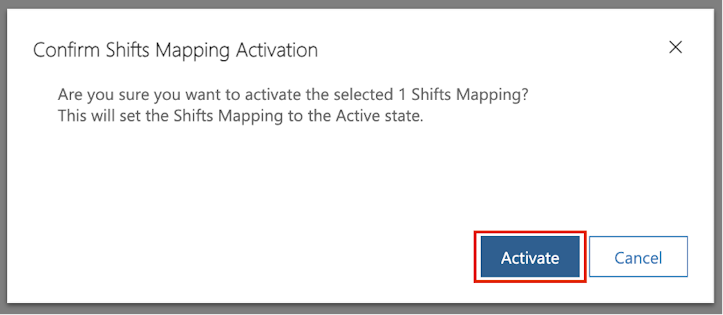 Confirm Shifts Mapping Activation
Are you sure you want to activate the selected 1 Shifts Mapping?
This will set the Shifts Mapping to the Active state.
Activate
Cancel